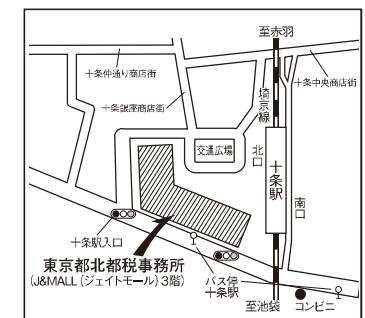 至赤羽
十条仲通り商店街
十条中央商店街
十条銀座商店街
埼京線
交通広場
北口
十条駅
南口
十条駅入口
東京都北都税事務所
(J&MALL(ジェイトモール)3階)
バス停
十条駅
至池袋
コンビニ